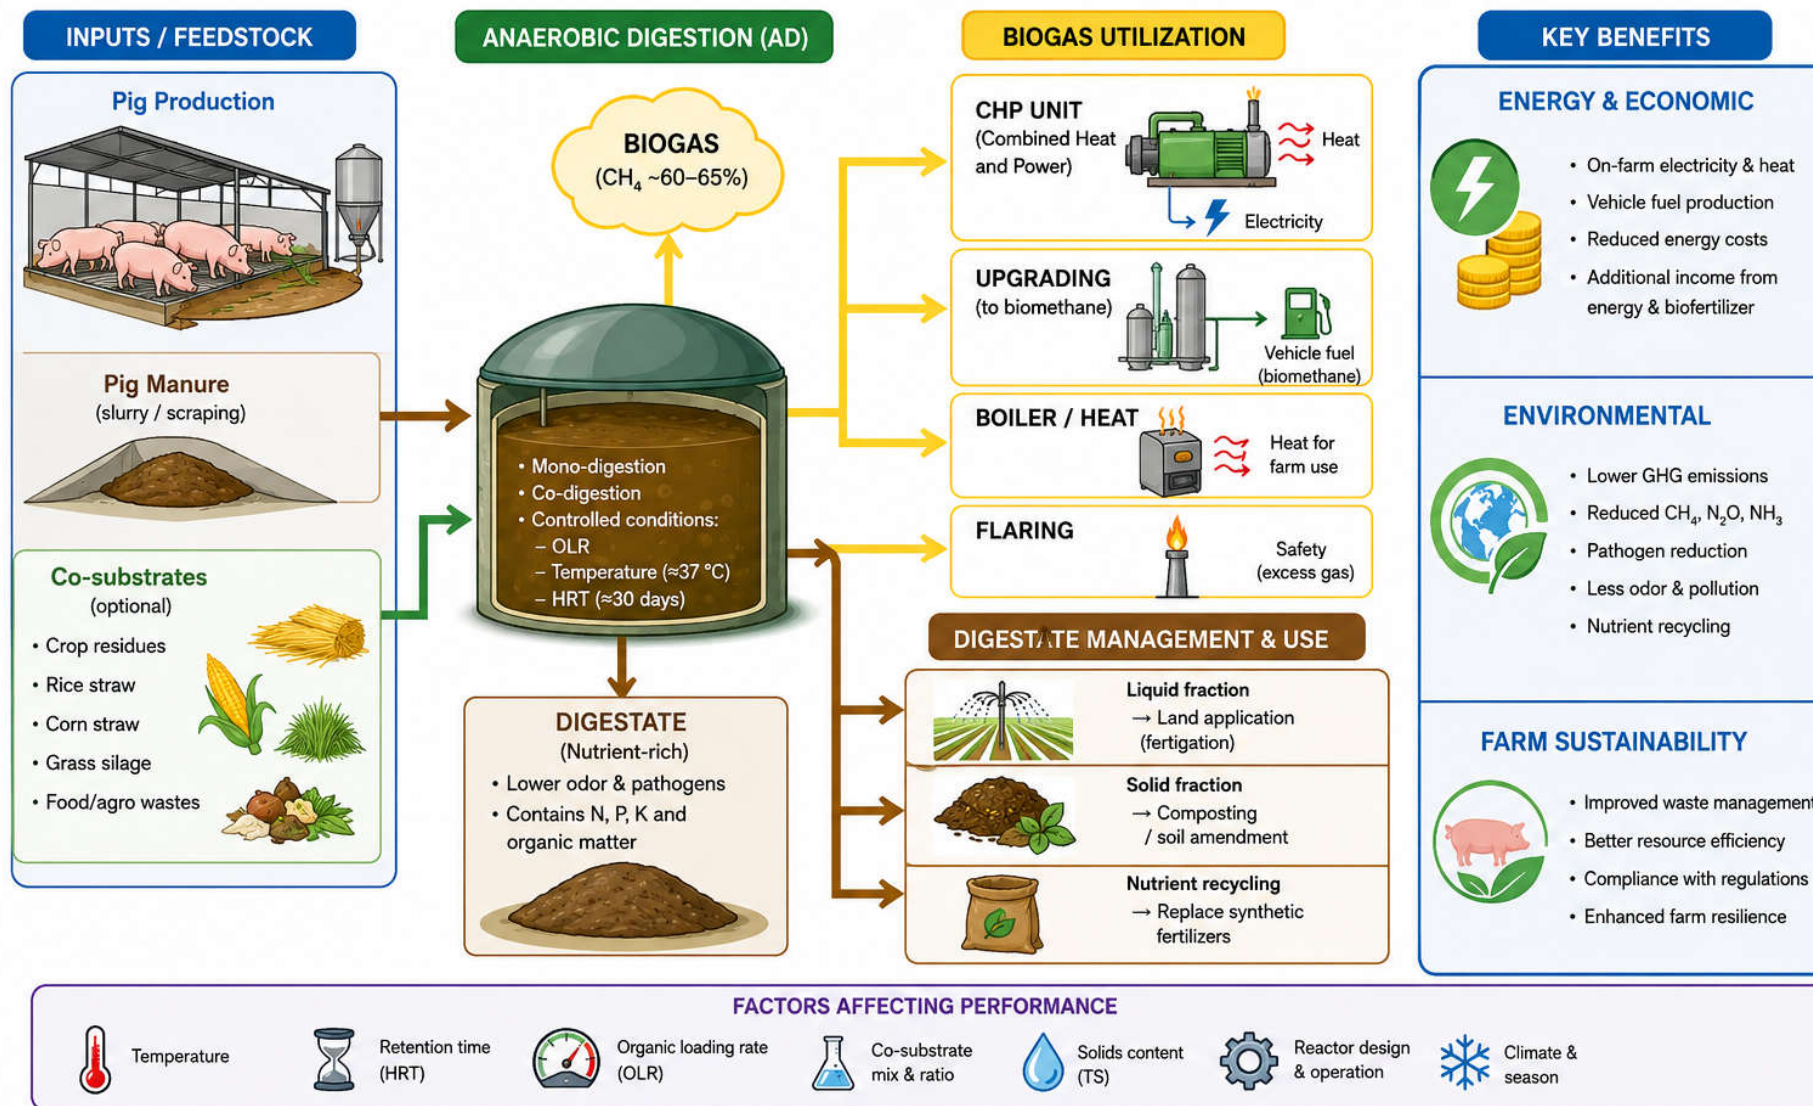 INPUTS / FEEDSTOCK
Pig Production
Pig Manure
(slurry / scraping)
Co-substrates
(optional)
• Crop residues
• Rice straw
• Corn straw
• Grass silage
• Food/agro wastes
ANAEROBIC DIGESTION (AD)
BIOGAS
(CH₄ ~60–65%)
• Mono-digestion
• Co-digestion
• Controlled conditions:
– OLR
– Temperature (≈37 °C)
– HRT (≈30 days)
DIGESTATE
(Nutrient-rich)
• Lower odor & pathogens
• Contains N, P, K and
organic matter
BIOGAS UTILIZATION
CHP UNIT
(Combined Heat
and Power)
Heat
Electricity
UPGRADING
(to biomethane)
Vehicle fuel
(biomethane)
BOILER / HEAT
Heat for
farm use
FLARING
Safety
(excess gas)
DIGESTATE MANAGEMENT & USE
Liquid fraction
→ Land application
(fertigation)
Solid fraction
→ Composting
/ soil amendment
Nutrient recycling
→ Replace synthetic
fertilizers
KEY BENEFITS
ENERGY & ECONOMIC
• On-farm electricity & heat
• Vehicle fuel production
• Reduced energy costs
• Additional income from
energy & biofertilizer
ENVIRONMENTAL
• Lower GHG emissions
• Reduced CH₄, N₂O, NH₃
• Pathogen reduction
• Less odor & pollution
• Nutrient recycling
FARM SUSTAINABILITY
• Improved waste management
• Better resource efficiency
• Compliance with regulations
• Enhanced farm resilience
FACTORS AFFECTING PERFORMANCE
Temperature
Retention time
(HRT)
Organic loading rate
(OLR)
Co-substrate
mix & ratio
Solids content
(TS)
Reactor design
& operation
Climate &
season